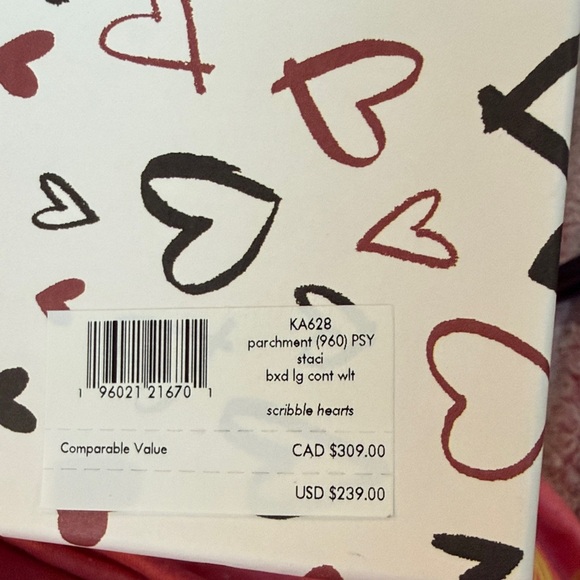 KA628
parchment (960) PSY
staci
bxd lg cont wlt
scribble hearts
1 96021 21670 1
Comparable Value
CAD $309.00
USD $239.00